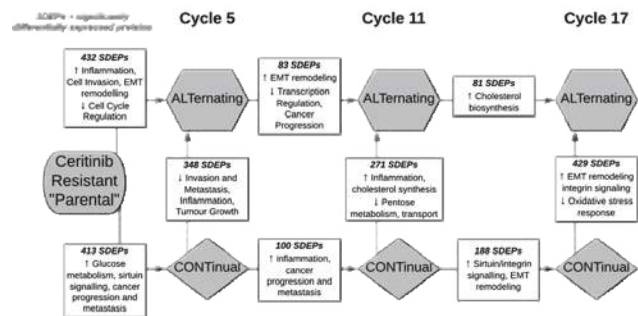 SDEPs = significantly
differentially expressed proteins
Cycle 5
Cycle 11
Cycle 17
432 SDEPs
↑ Inflammation,
Cell Invasion, EMT
remodelling
↓ Cell Cycle
Regulation
ALTernating
83 SDEPs
↑ EMT remodeling
↓ Transcription
Regulation,
Cancer
Progression
ALTernating
81 SDEPs
↑ Cholesterol
biosynthesis
ALTernating
Ceritinib
Resistant
"Parental"
348 SDEPs
↓ Invasion and
Metastasis,
Inflammation,
Tumour Growth
271 SDEPs
↑ Inflammation,
cholesterol synthesis
↓ Pentose
metabolism, transport
429 SDEPs
↑ EMT remodeling
integrin signaling
↓ Oxidative stress
response
413 SDEPs
↑ Glucose
metabolism, sirtuin
signalling, cancer
progression and
metastasis
CONTinual
100 SDEPs
↑ inflammation,
cancer
progression and
metastasis
CONTinual
188 SDEPs
↑ Sirtuin/integrin
signalling, EMT
remodeling
CONTinual